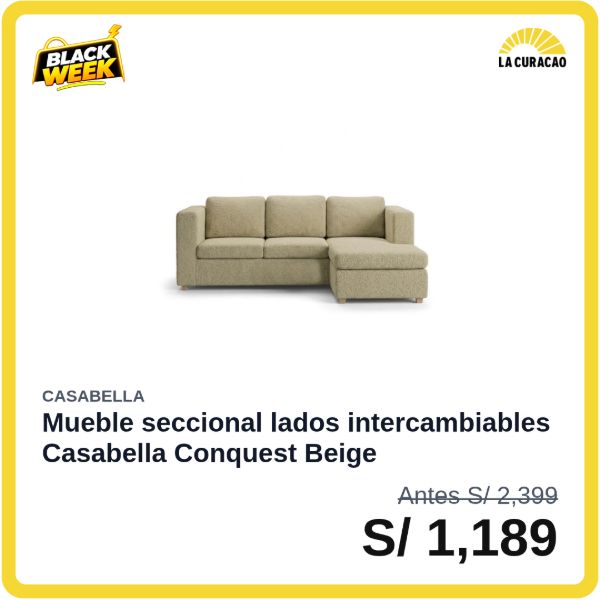 BLACK
WEEK
LA CURACAO
CASABELLA
Mueble seccional lados intercambiables
Casabella Conquest Beige
Antes S/ 2,399
S/ 1,189